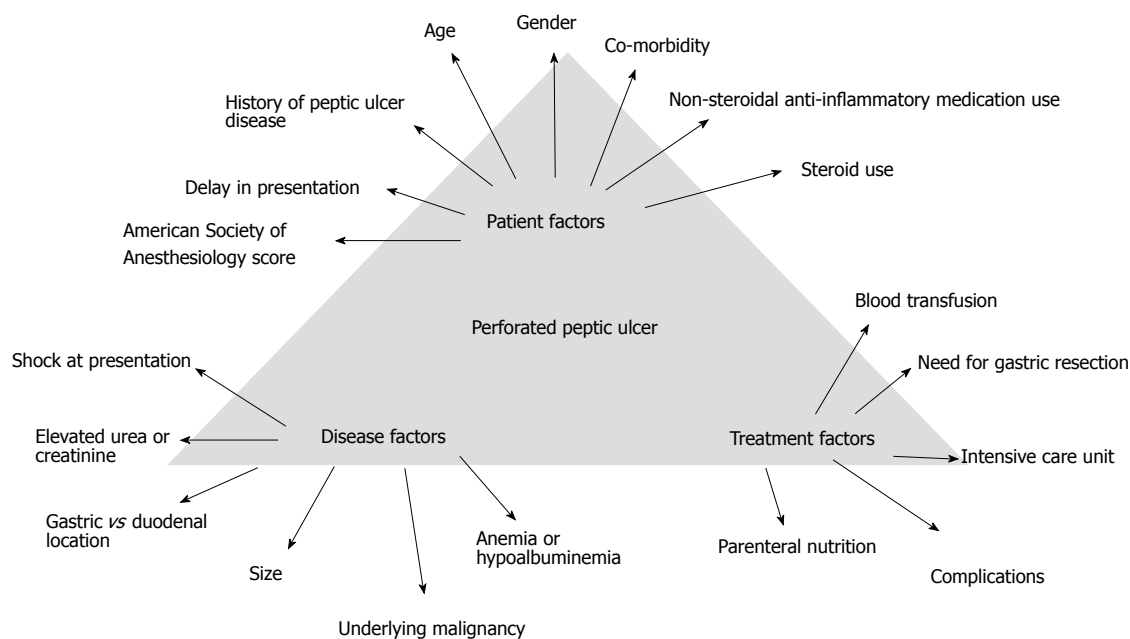 Gender
Age
Co-morbidity
History of peptic ulcer
disease
Non-steroidal anti-inflammatory medication use
Steroid use
Delay in presentation
Patient factors
American Society of
Anesthesiology score
Blood transfusion
Perforated peptic ulcer
Shock at presentation
Need for gastric resection
Elevated urea or
creatinine
Disease factors
Treatment factors
Intensive care unit
Gastric vs duodenal
location
Anemia or
hypoalbuminemia
Parenteral nutrition
Size
Complications
Underlying malignancy